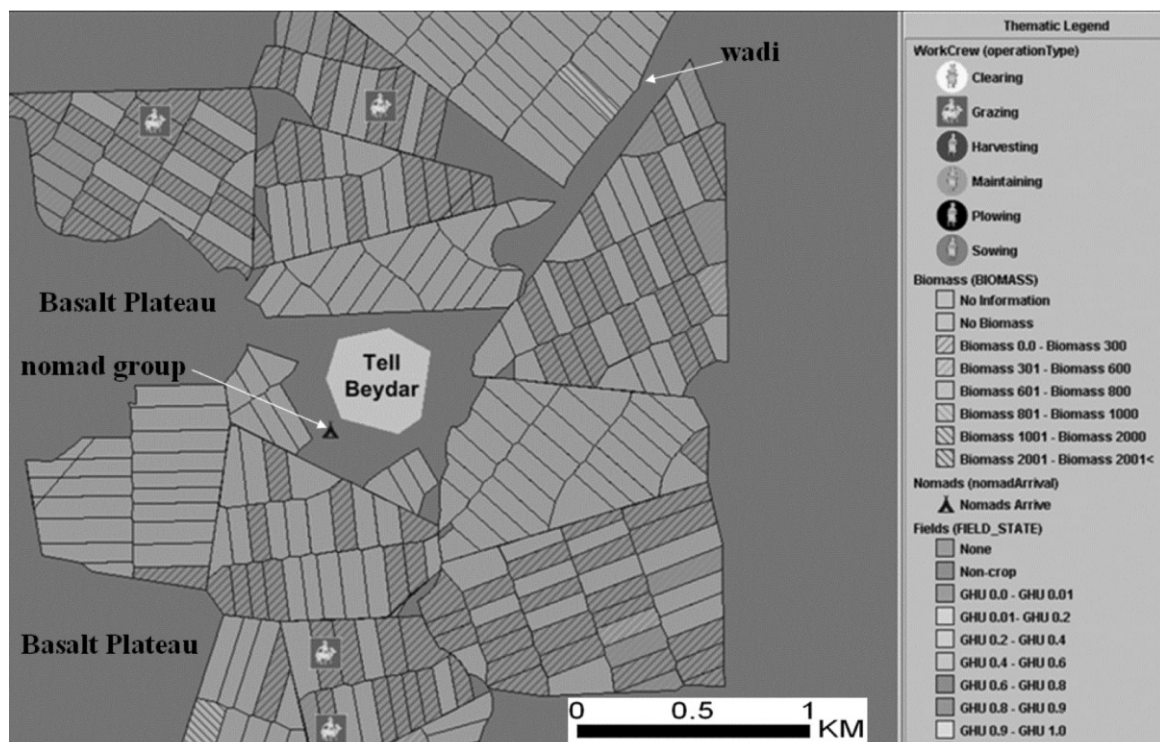 wadi
Basalt Plateau
Tell
Beydar
nomad group
Basalt Plateau
0 0.5 1
KM
Thematic Legend
WorkCrew (operationType)
Clearing
Grazing
Harvesting
Maintaining
Plowing
Sowing
Biomass (BIOMASS)
No Information
No Biomass
Biomass 0.0 - Biomass 300
Biomass 301 - Biomass 600
Biomass 601 - Biomass 800
Biomass 801 - Biomass 1000
Biomass 1001 - Biomass 2000
Biomass 2001 - Biomass 2001<
Nomads (nomadArrival)
Nomads Arrive
Fields (FIELD_STATE)
None
Non-crop
GHU 0.0 - GHU 0.01
GHU 0.01- GHU 0.2
GHU 0.2 - GHU 0.4
GHU 0.4 - GHU 0.6
GHU 0.6 - GHU 0.8
GHU 0.8 - GHU 0.9
GHU 0.9 - GHU 1.0